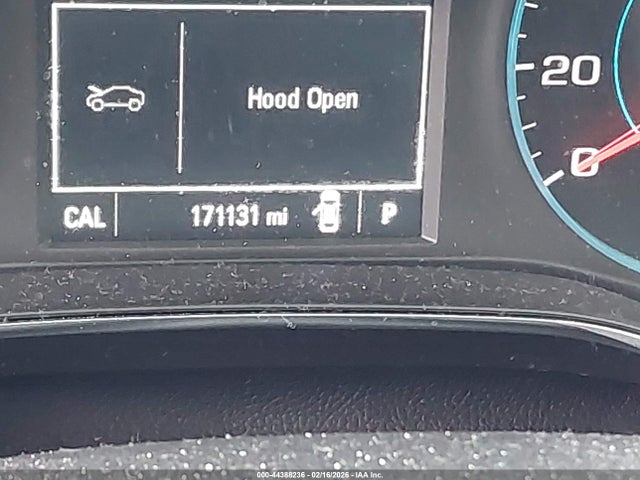 Hood Open
20
0
CAL 171131 mi P
000-44388236 - 02/16/2026 - IAA Inc.